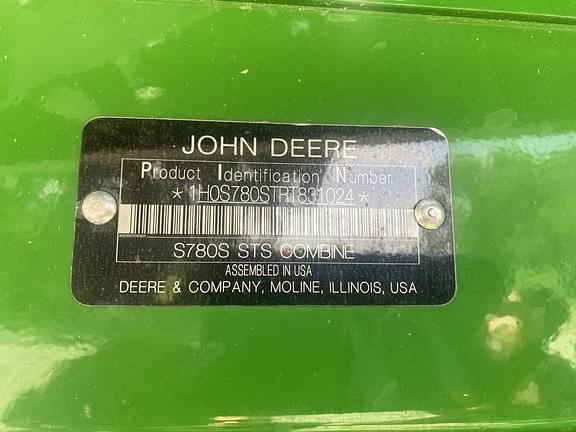 JOHN DEERE
Product Identification Number
*1H0S780STRT831024*
S780S STS COMBINE
ASSEMBLED IN USA
DEERE & COMPANY, MOLINE, ILLINOIS, USA